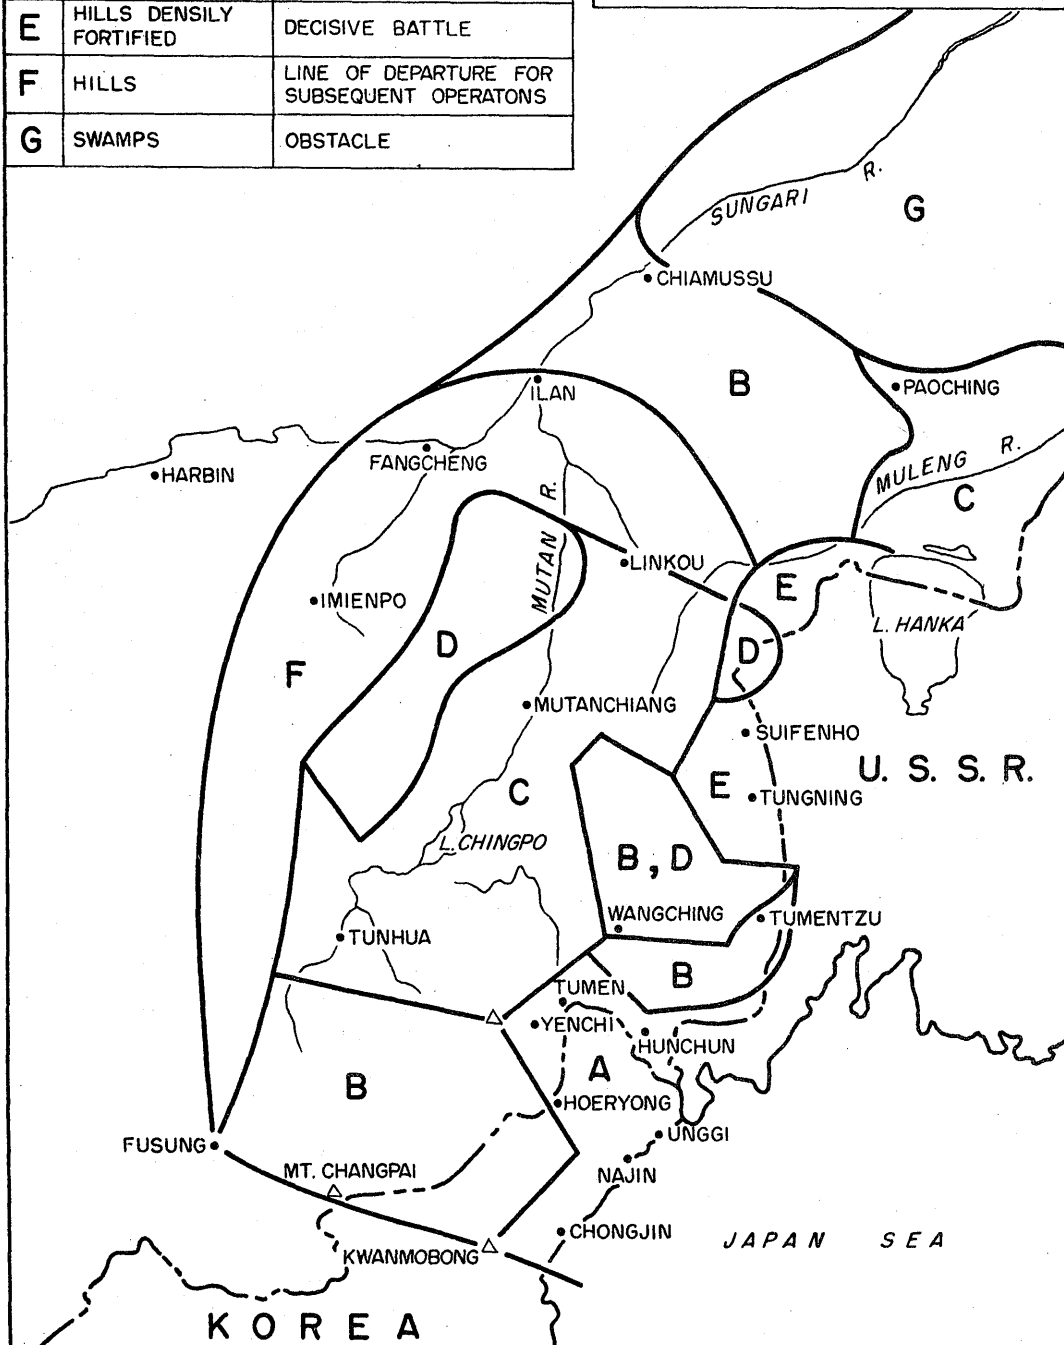 E
HILLS DENSILY
FORTIFIED
DECISIVE BATTLE
F
HILLS
LINE OF DEPARTURE FOR
SUBSEQUENT OPERATONS
G
SWAMPS
OBSTACLE
SUNGARI R.
G
CHIAMUSSU
B
PAOCHING
ILAN
FANGCHENG
HARBIN
MULENG R.
C
MUTAN R.
LINKOU
E
IMIENPO
L. HANKA
D
D
F
MUTANCHIANG
SUIFENHO
U. S. S. R.
E
TUNGNING
C
L. CHINGPO
B, D
WANGCHING
TUMENTZU
TUNHUA
B
TUMEN
YENCHI
HUNCHUN
A
B
HOERYONG
UNGGI
FUSUNG
MT. CHANGPAI
NAJIN
CHONGJIN
JAPAN SEA
KWANMOBONG
KOREA